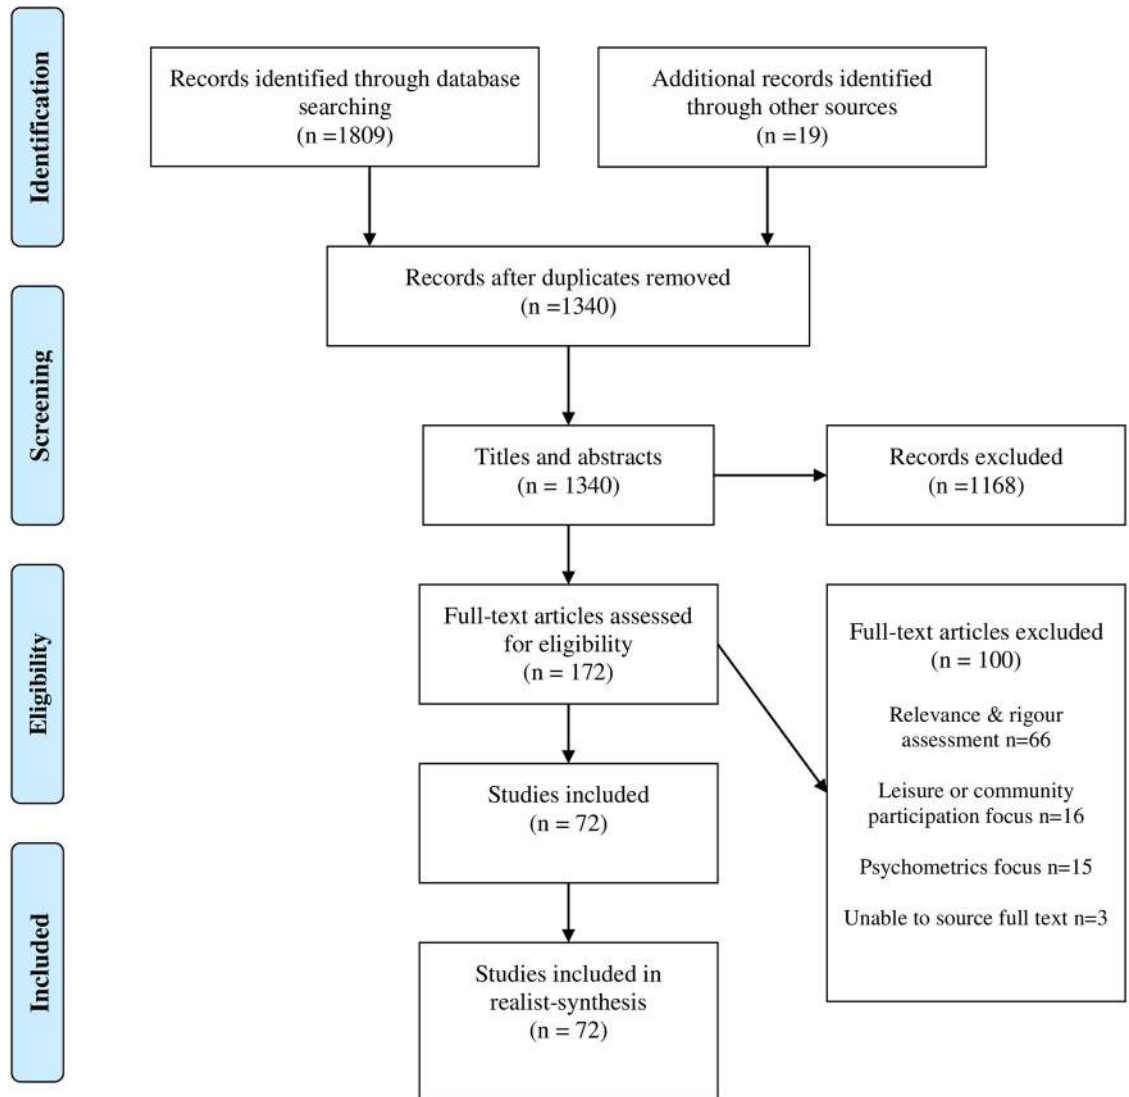 Identification
Records identified through database
searching
(n =1809)
Additional records identified
through other sources
(n =19)
Records after duplicates removed
(n =1340)
Screening
Titles and abstracts
(n = 1340)
Records excluded
(n =1168)
Eligibility
Full-text articles assessed
for eligibility
(n = 172)
Full-text articles excluded
(n = 100)
Relevance & rigour
assessment n=66
Leisure or community
participation focus n=16
Psychometrics focus n=15
Unable to source full text n=3
Studies included
(n = 72)
Included
Studies included in
realist-synthesis
(n = 72)